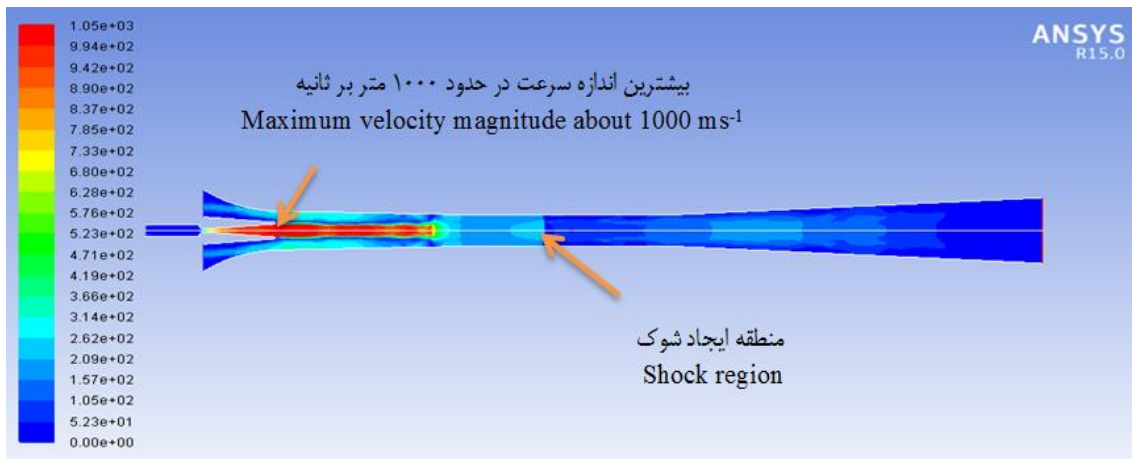 1.05e+03
9.94e+02
9.42e+02
8.90e+02
8.37e+02
7.85e+02
7.33e+02
6.80e+02
6.28e+02
5.76e+02
5.23e+02
4.71e+02
4.19e+02
3.66e+02
3.14e+02
2.62e+02
2.09e+02
1.57e+02
1.05e+02
5.23e+01
0.00e+00
ANSYS
R15.0
بیشترین اندازه سرعت در حدود ۱۰۰۰ متر بر ثانیه
Maximum velocity magnitude about 1000 ms⁻¹
منطقه ایجاد شوک
Shock region